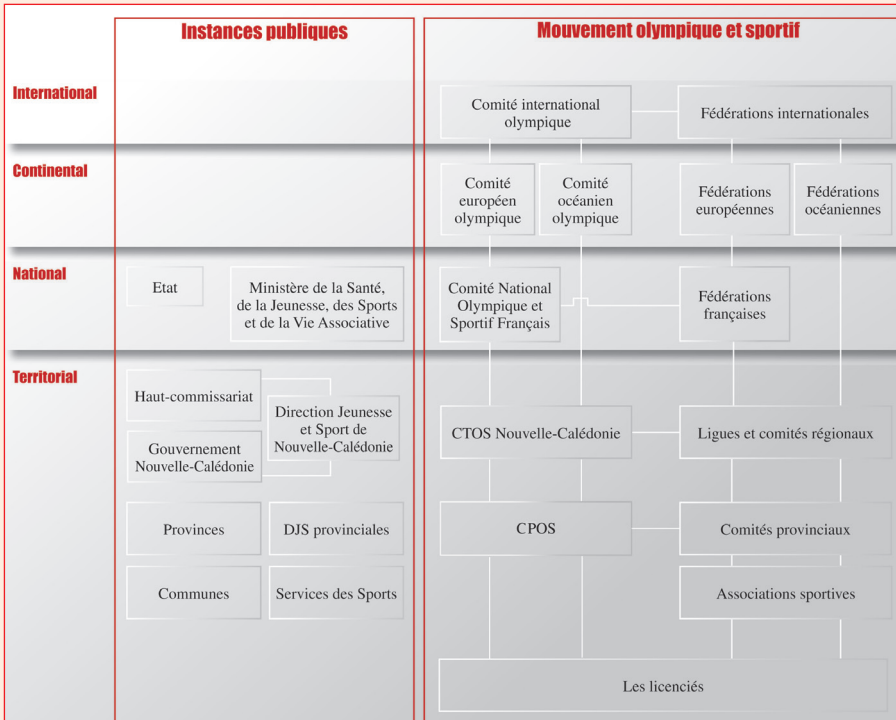 Instances publiques
Mouvement olympique et sportif
International
Comité international
olympique
Fédérations internationales
Continental
Comité
européen
olympique
Comité
océanien
olympique
Fédérations
européennes
Fédérations
océaniennes
National
Etat
Ministère de la Santé,
de la Jeunesse, des Sports
et de la Vie Associative
Comité National
Olympique et
Sportif Français
Fédérations
françaises
Territorial
Haut-commissariat
Direction Jeunesse
et Sport de
Nouvelle-Calédonie
Gouvernement
Nouvelle-Calédonie
CTOS Nouvelle-Calédonie
Ligues et comités régionaux
Provinces
DJS provinciales
CPOS
Comités provinciaux
Communes
Services des Sports
Associations sportives
Les licenciés